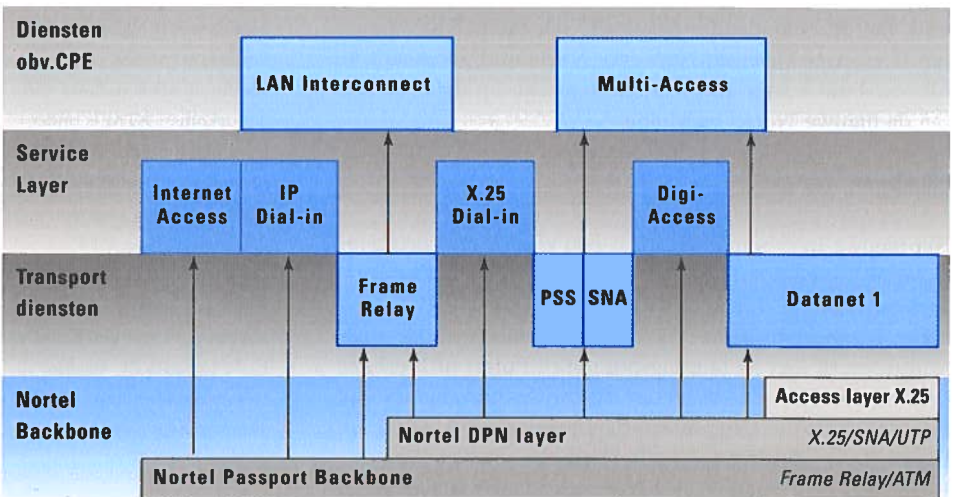 Diensten
obv.CPE
LAN Interconnect
Multi-Access
Service
Layer
Internet
Access
IP
Dial-in
X.25
Dial-in
Digi-
Access
Transport
diensten
Frame
Relay
PSS
SNA
Datanet 1
Nortel
Backbone
Access layer X.25
Nortel DPN layer
X.25/SNA/UTP
Nortel Passport Backbone
Frame Relay/ATM